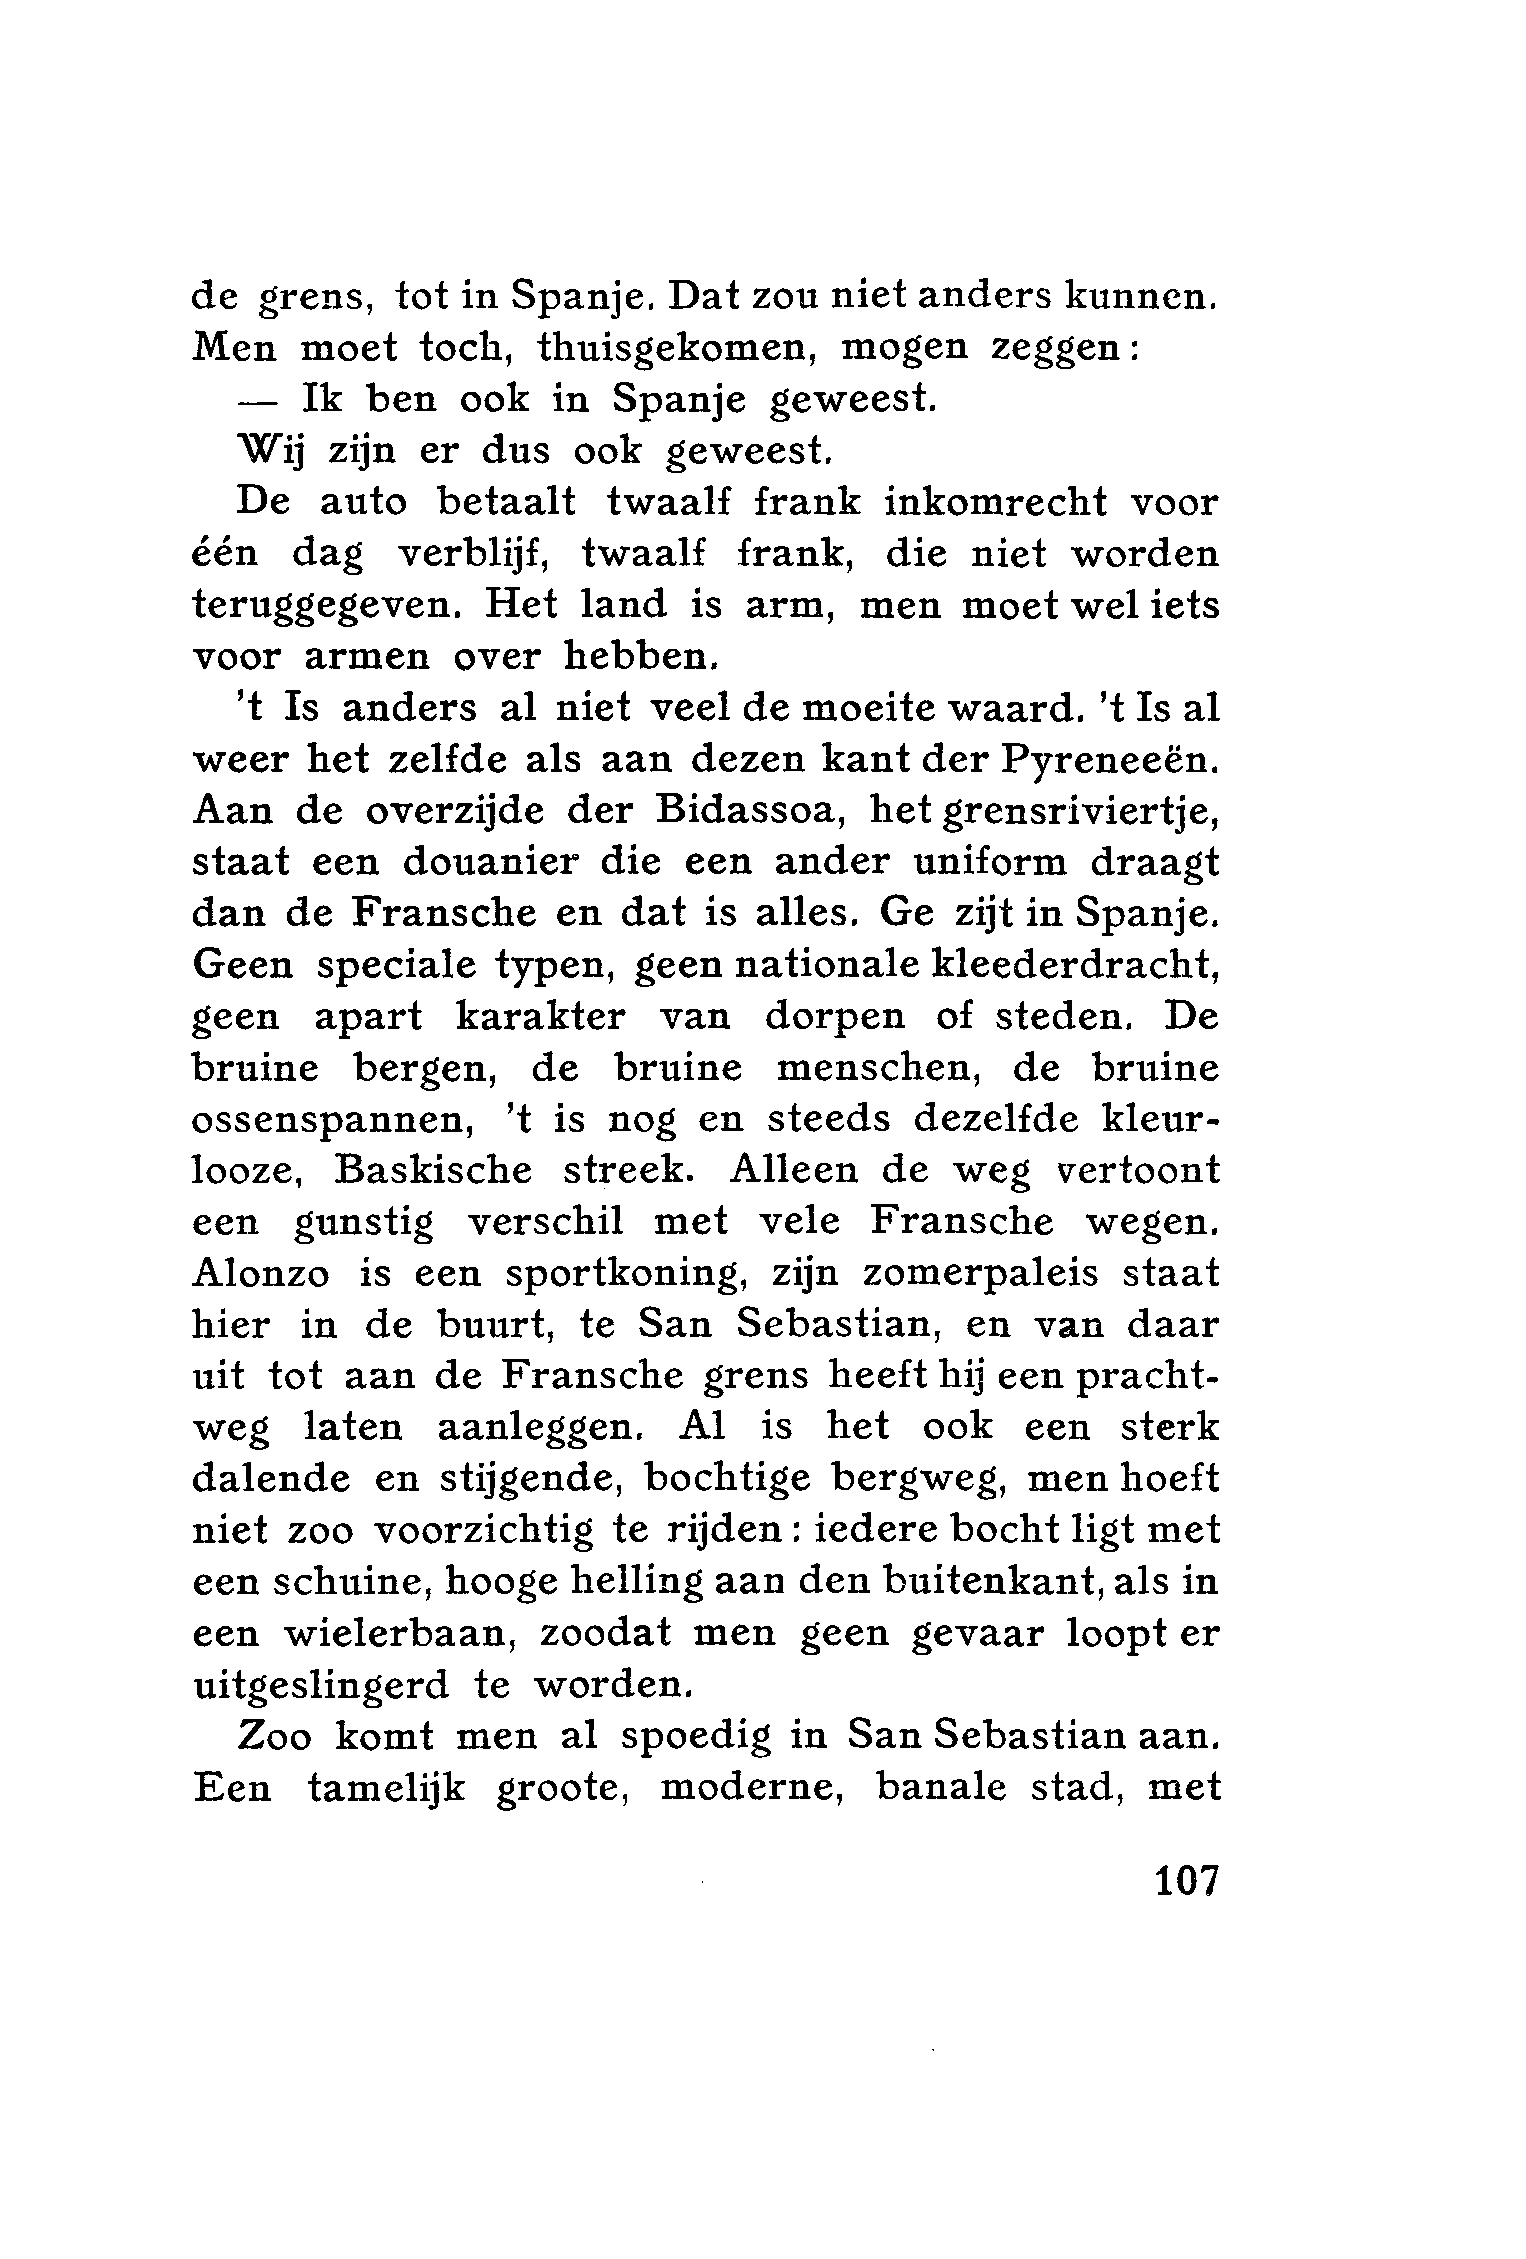 de grens, tot in Spanje. Dat zou niet anders kunnen.
Men moet toch, thuisgekomen, mogen zeggen:
— Ik ben ook in Spanje geweest.
Wij zijn er dus ook geweest.
De auto betaalt twaalf frank inkomrecht voor
één dag verblijf, twaalf frank, die niet worden
teruggegeven. Het land is arm, men moet wel iets
voor armen over hebben.
't Is anders al niet veel de moeite waard. 't Is al
weer het zelfde als aan dezen kant der Pyreneeën.
Aan de overzijde der Bidassoa, het grensriviertje,
staat een douanier die een ander uniform draagt
dan de Fransche en dat is alles. Ge zijt in Spanje.
Geen speciale typen, geen nationale kleederdracht,
geen apart karakter van dorpen of steden. De
bruine bergen, de bruine menschen, de bruine
ossenspannen, 't is nog en steeds dezelfde kleur-
looze, Baskische streek. Alleen de weg vertoont
een gunstig verschil met vele Fransche wegen.
Alonzo is een sportkoning, zijn zomerpaleis staat
hier in de buurt, te San Sebastian, en van daar
uit tot aan de Fransche grens heeft hij een pracht-
weg laten aanleggen. Al is het ook een sterk
dalende en stijgende, bochtige bergweg, men hoeft
niet zoo voorzichtig te rijden: iedere bocht ligt met
een schuine, hooge helling aan den buitenkant, als in
een wielerbaan, zoodat men geen gevaar loopt er
uitgeslingerd te worden.
Zoo komt men al spoedig in San Sebastian aan.
Een tamelijk groote, moderne, banale stad, met
107